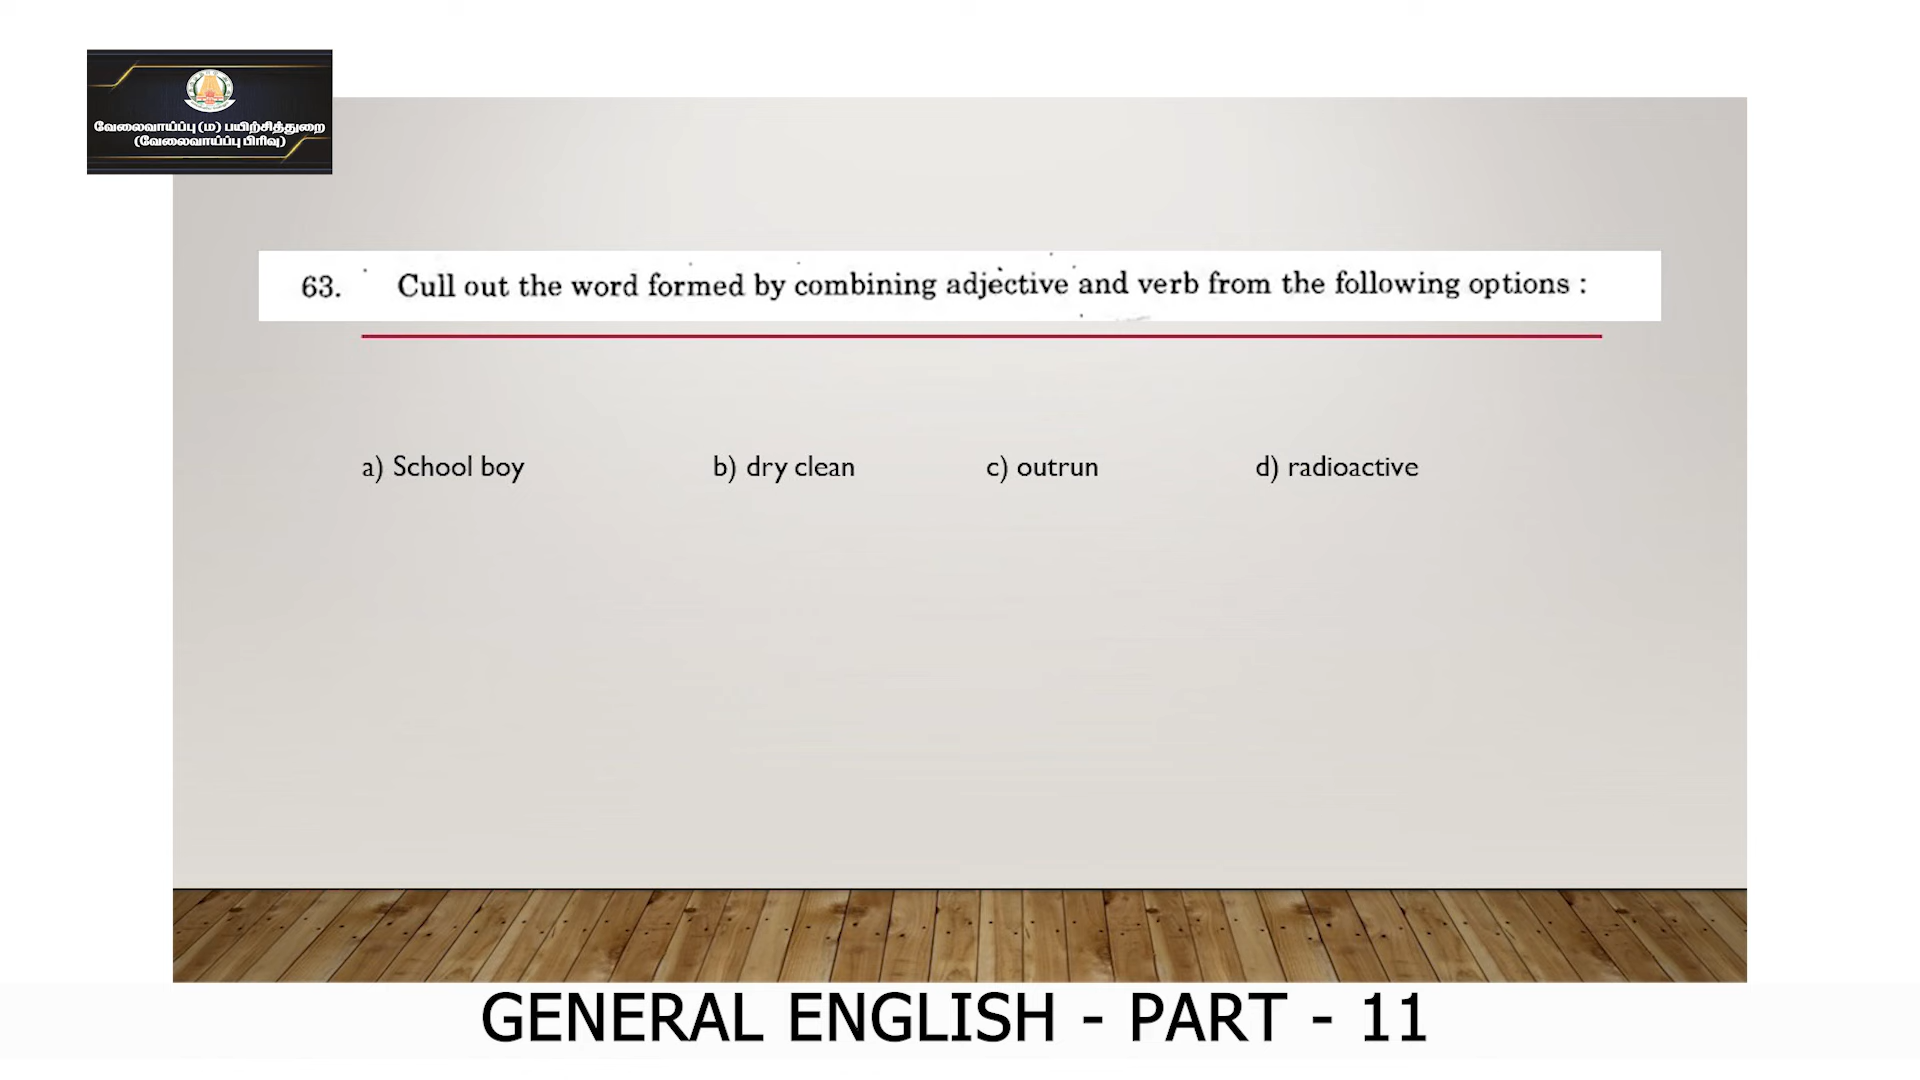 வேலைவாய்ப்பு (ம) பயிற்சித்துறை
(வேலைவாய்ப்பு பிரிவு)
63. Cull out the word formed by combining adjective and verb from the following options :
a) School boy b) dry clean c) outrun d) radioactive
GENERAL ENGLISH - PART - 11